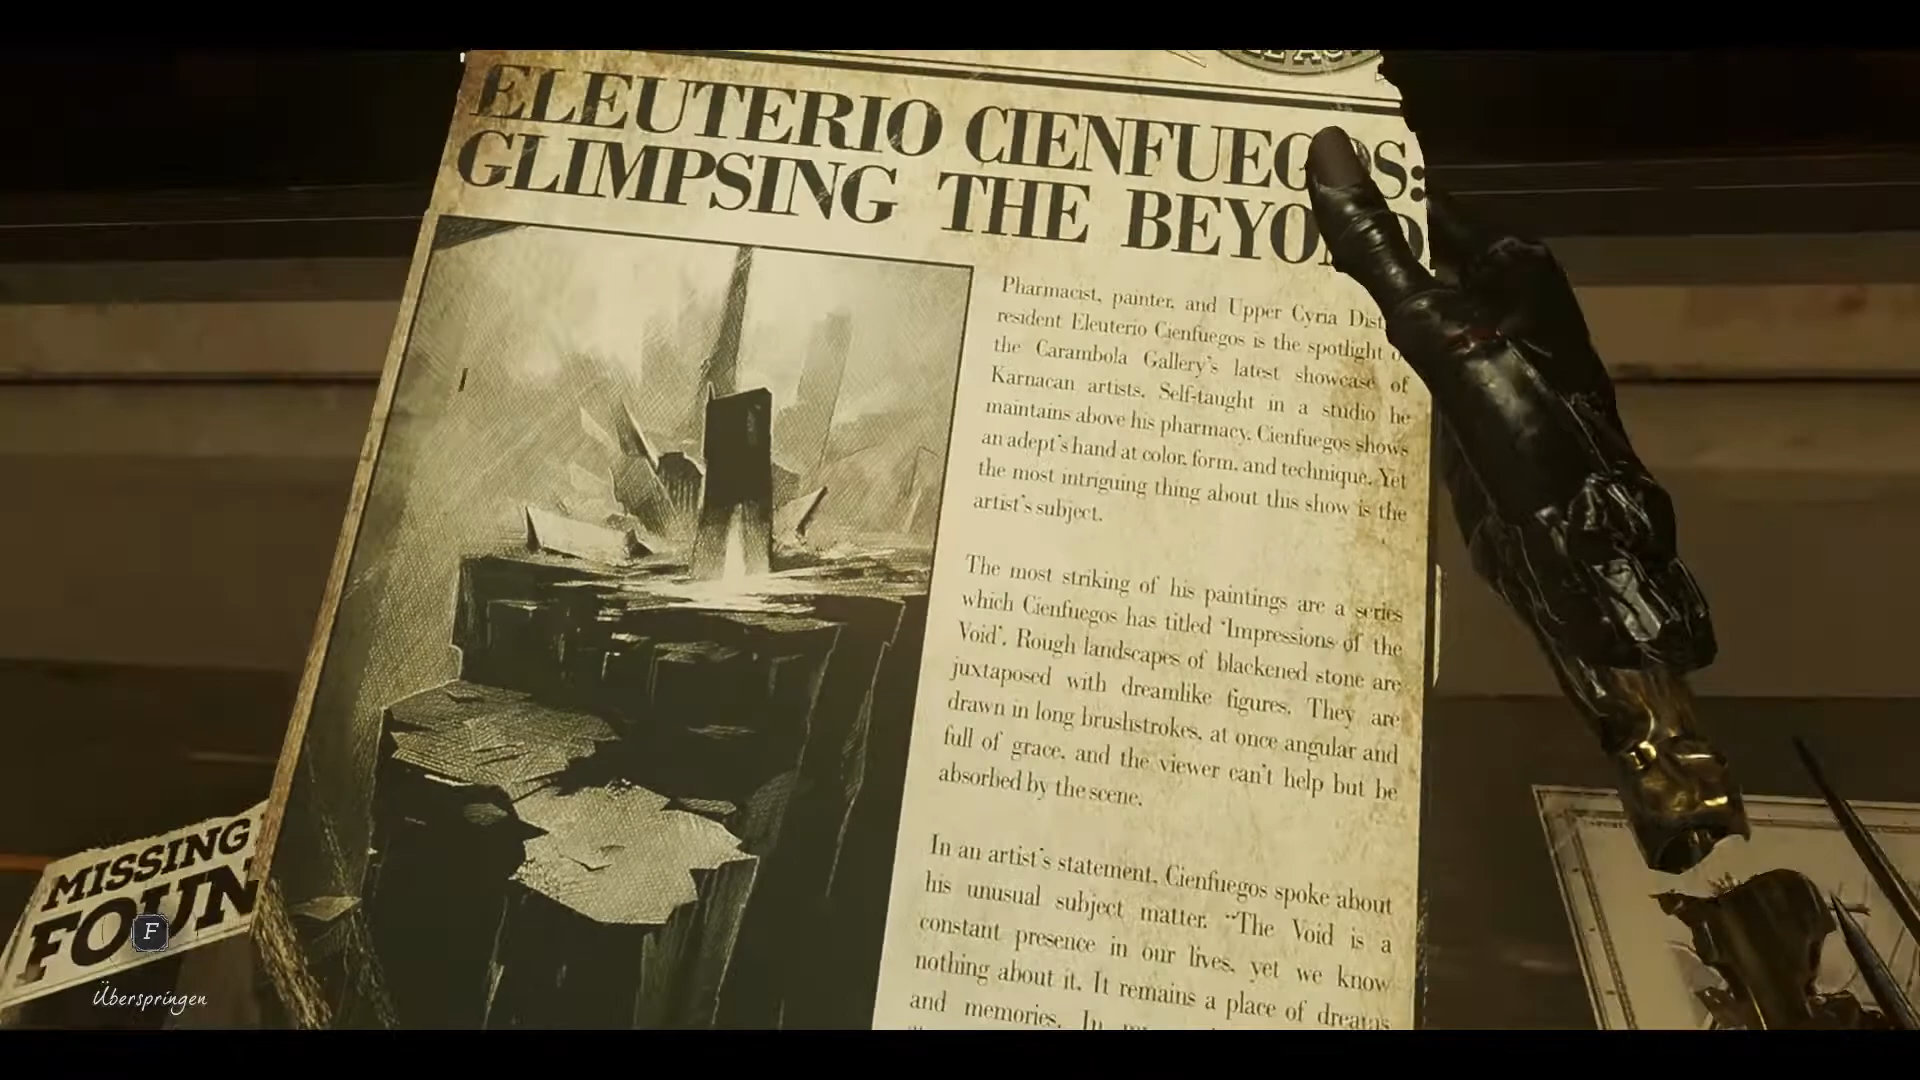 ELEUTERIO CIENFUEGOS:
GLIMPSING THE BEYOND
Pharmacist, painter, and Upper Cyria
resident Eleuterio Cienfuegos is the spotlight
the Carambola Gallery's latest showcase of
Karnacan artists. Self-taught in a studio he
maintains above his pharmacy, Cienfuegos shows
an adept's hand at color, form, and technique. Yet
the most intriguing thing about this show is the
artist's subject.
The most striking of his paintings are a series
which Cienfuegos has titled 'Impressions of the
Void'. Rough landscapes of blackened stone are
juxtaposed with dreamlike figures. They are
drawn in long brushstrokes, at once angular and
full of grace, and the viewer can't help but be
absorbed by the scene.
In an artist's statement, Cienfuegos spoke about
his unusual subject matter. "The Void is a
constant presence in our lives, yet we know
nothing about it. It remains a place of dreams
and memories. In
MISSING
FOUN
F
Überspringen